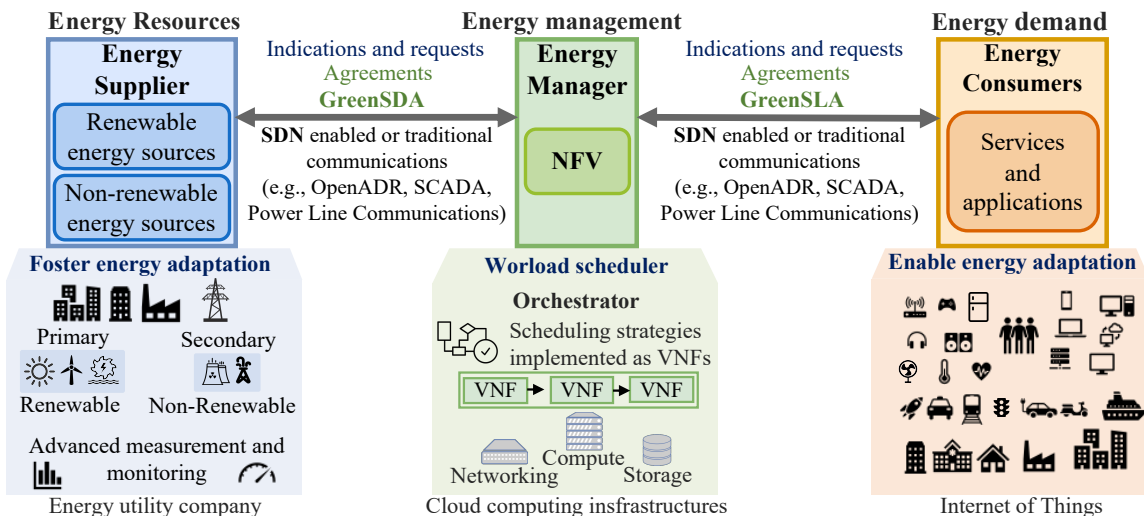 Energy Resources
Energy management
Energy demand
Energy
Supplier
Renewable
energy sources
Non-renewable
energy sources
Indications and requests
Agreements
GreenSDA
SDN enabled or traditional
communications
(e.g., OpenADR, SCADA,
Power Line Communications)
Energy
Manager
NFV
Indications and requests
Agreements
GreenSLA
SDN enabled or traditional
communications
(e.g., OpenADR, SCADA,
Power Line Communications)
Energy
Consumers
Services
and
applications
Foster energy adaptation
Primary
Secondary
Renewable
Non-Renewable
Advanced measurement and
monitoring
Energy utility company
Worload scheduler
Orchestrator
Scheduling strategies
implemented as VNFs
VNF
VNF
VNF
Networking
Compute
Storage
Cloud computing insfrastructures
Enable energy adaptation
Internet of Things